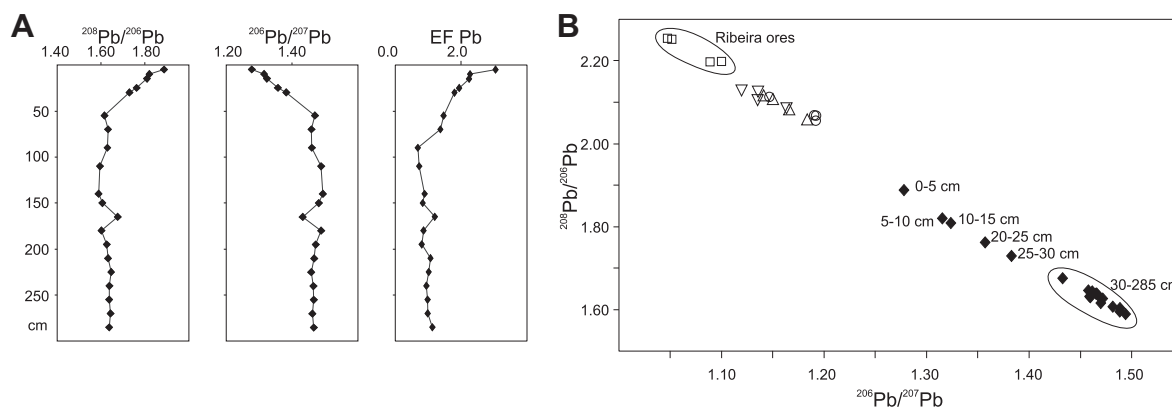 A
²⁰⁸Pb/²⁰⁶Pb
1.40 1.60 1.80
²⁰⁶Pb/²⁰⁷Pb
1.20 1.40
EF Pb
0.0 2.0
50
100
150
200
250
cm
B
²⁰⁸Pb/²⁰⁶Pb
2.20
2.00
1.80
1.60
Ribeira ores
0-5 cm
5-10 cm
10-15 cm
20-25 cm
25-30 cm
30-285 cm
1.10 1.20 1.30 1.40 1.50
²⁰⁶Pb/²⁰⁷Pb